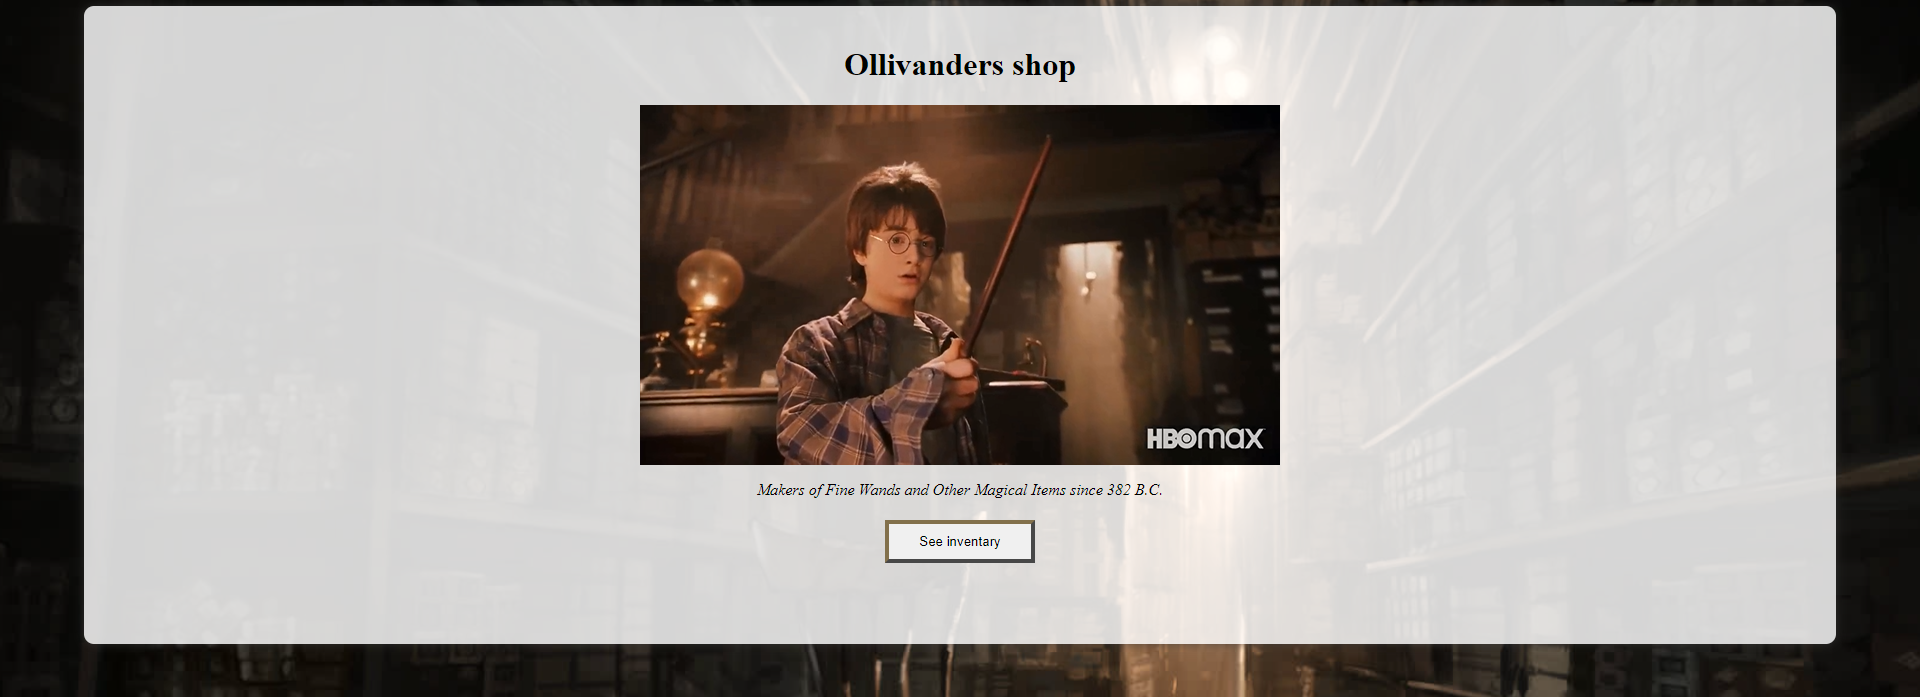 Ollivanders shop
HBOmax
Makers of Fine Wands and Other Magical Items since 382 B.C.
See inventary